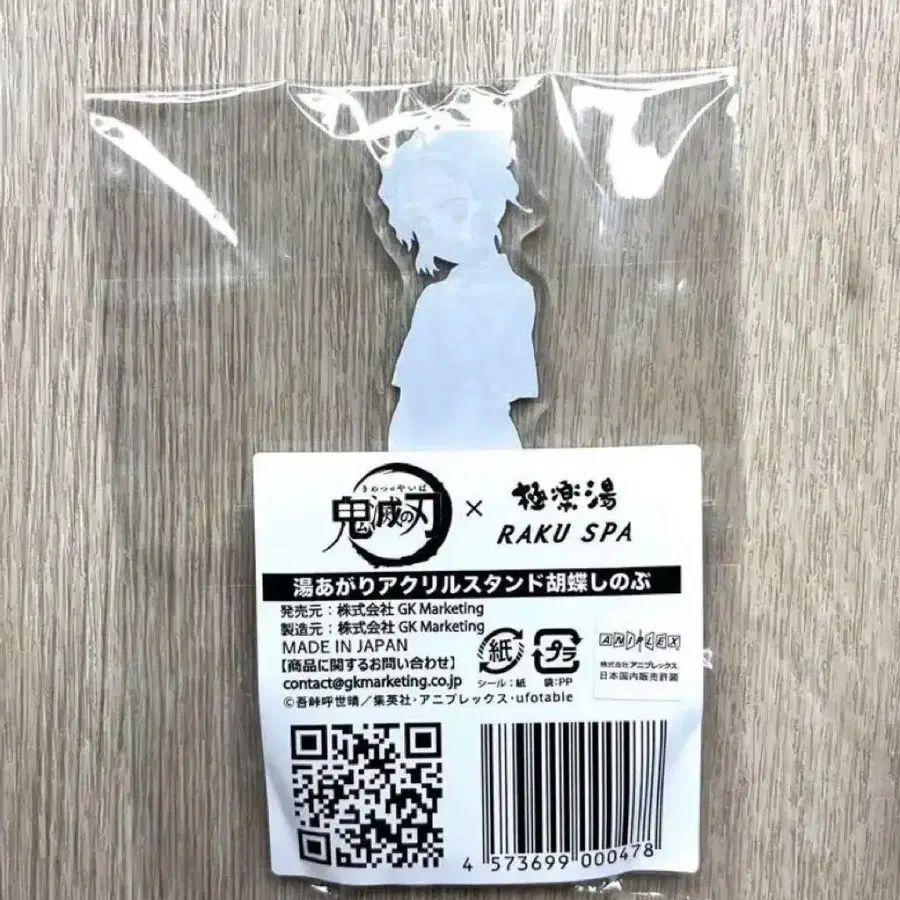 きめつのやいば
鬼滅の刃
×
極楽湯
RAKU SPA
湯あがりアクリルスタンド胡蝶しのぶ
発売元：株式会社 GK Marketing
製造元：株式会社 GK Marketing
MADE IN JAPAN
【商品に関するお問い合わせ】
contact@gkmarketing.co.jp
©吾峠呼世晴／集英社・アニプレックス・ufotable
紙
シール：紙
プラ
袋：PP
ANIPLEX
株式会社アニプレックス
日本国内販売許諾
4 573699 000478